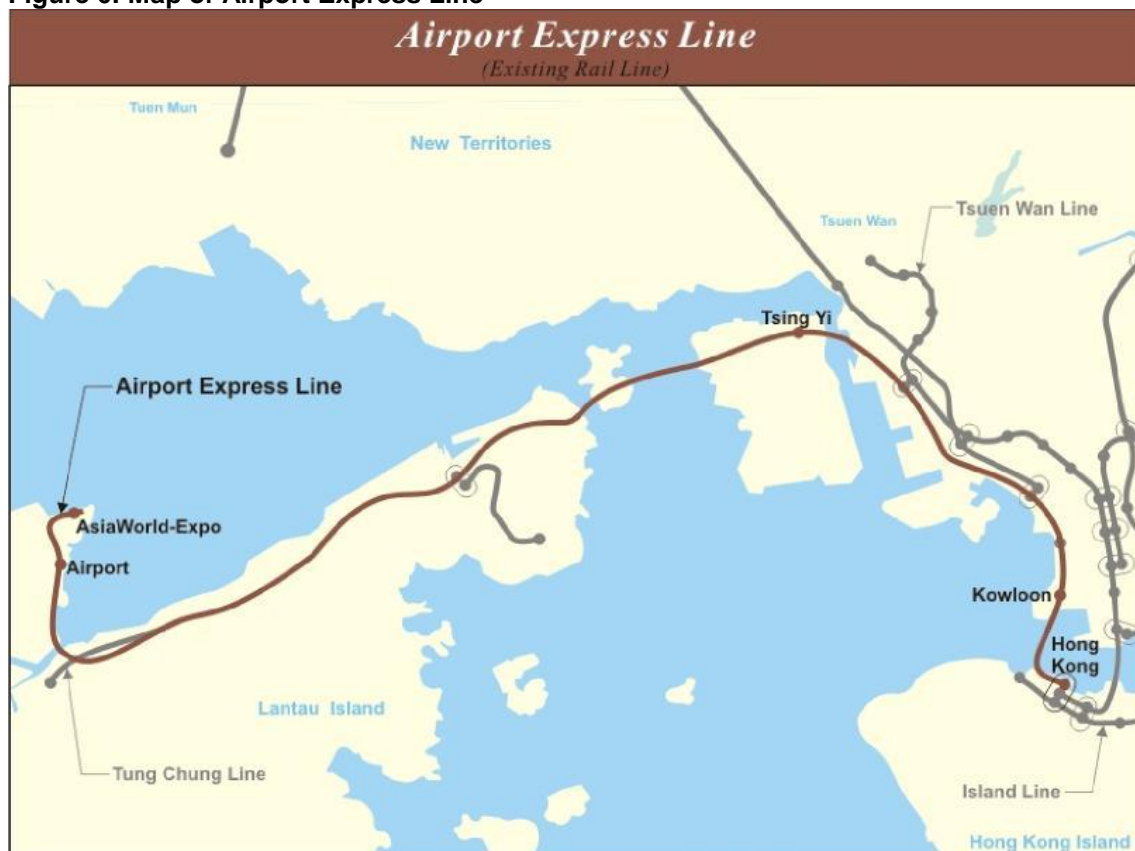 Figure 6: Map of Airport Express Line
Airport Express Line
(Existing Rail Line)
Tuen Mun
New Territories
Tsuen Wan
Tsuen Wan Line
Tsing Yi
Airport Express Line
AsiaWorld-Expo
Airport
Kowloon
Hong
Kong
Lantau Island
Tung Chung Line
Island Line
Hong Kong Island